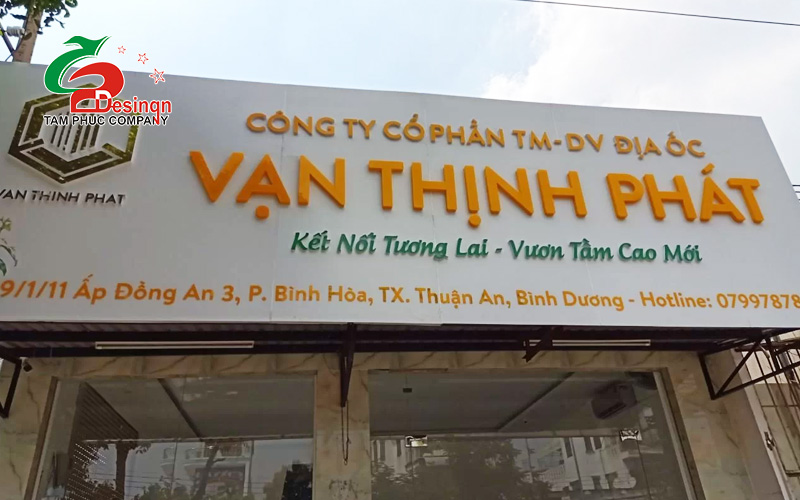 Desinqn
TAM PHUC COMPANY
VAN THINH PHAT
CÔNG TY CỔ PHẦN TM-DV ĐỊA ỐC
VẠN THỊNH PHÁT
Kết Nối Tương Lai - Vươn Tầm Cao Mới
9/1/11 Ấp Đồng An 3, P. Bình Hòa, TX. Thuận An, Bình Dương - Hotline: 07997878